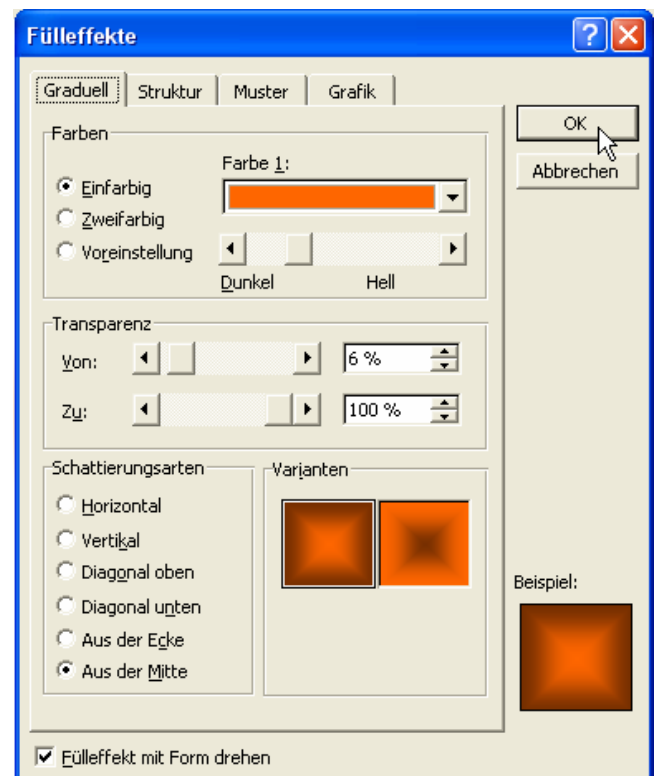 Fülleffekte
Graduell Struktur Muster Grafik
OK
Abbrechen
Farben
Einfarbig
Zweifarbig
Voreinstellung
Farbe 1:
Dunkel Hell
Transparenz
Von: 6 %
Zu: 100 %
Schattierungsarten
Horizontal
Vertikal
Diagonal oben
Diagonal unten
Aus der Ecke
Aus der Mitte
Varianten
Beispiel:
Fülleffekt mit Form drehen